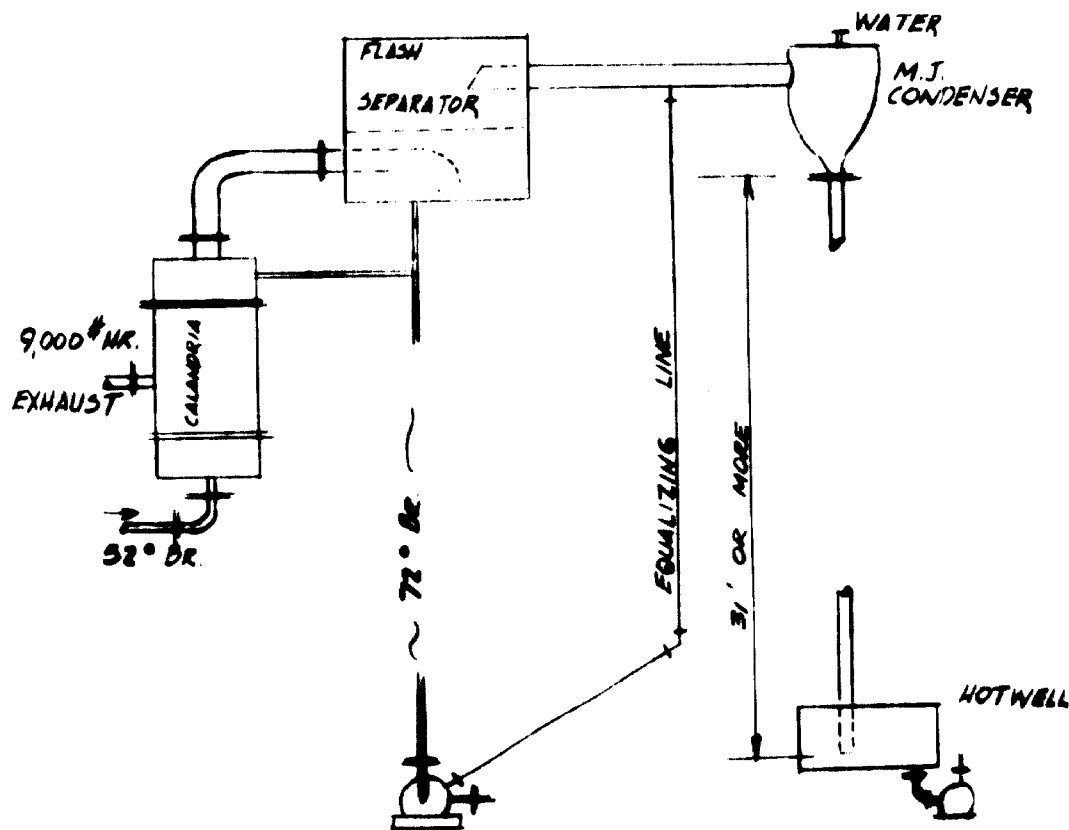 WATER
FLASH
SEPARATOR
M.J.
CONDENSER
9,000 # HR.
EXHAUST
CALANDRIA
52° BR.
72° BR
EQUALIZING LINE
31' OR MORE
HOTWELL